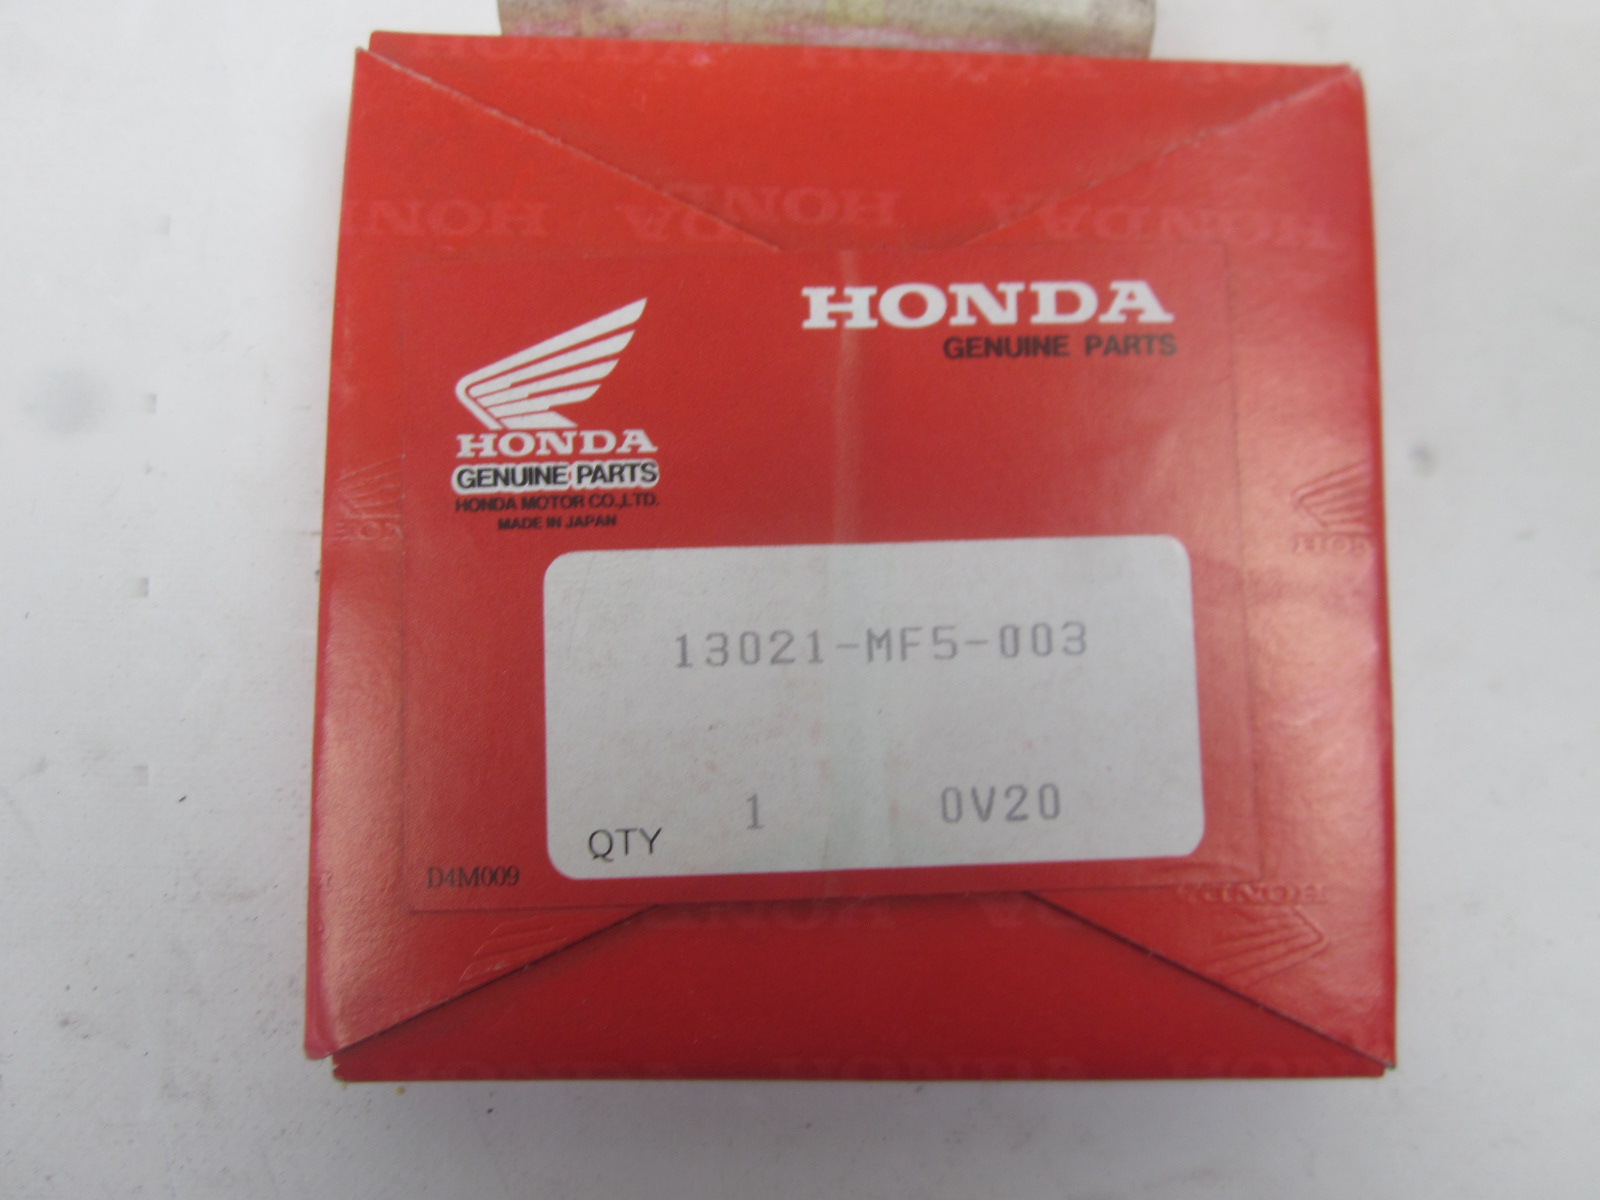 HONDA
GENUINE PARTS
HONDA
GENUINE PARTS
HONDA MOTOR CO.,LTD.
MADE IN JAPAN
13021-MF5-003
1 0V20
QTY
D4M009